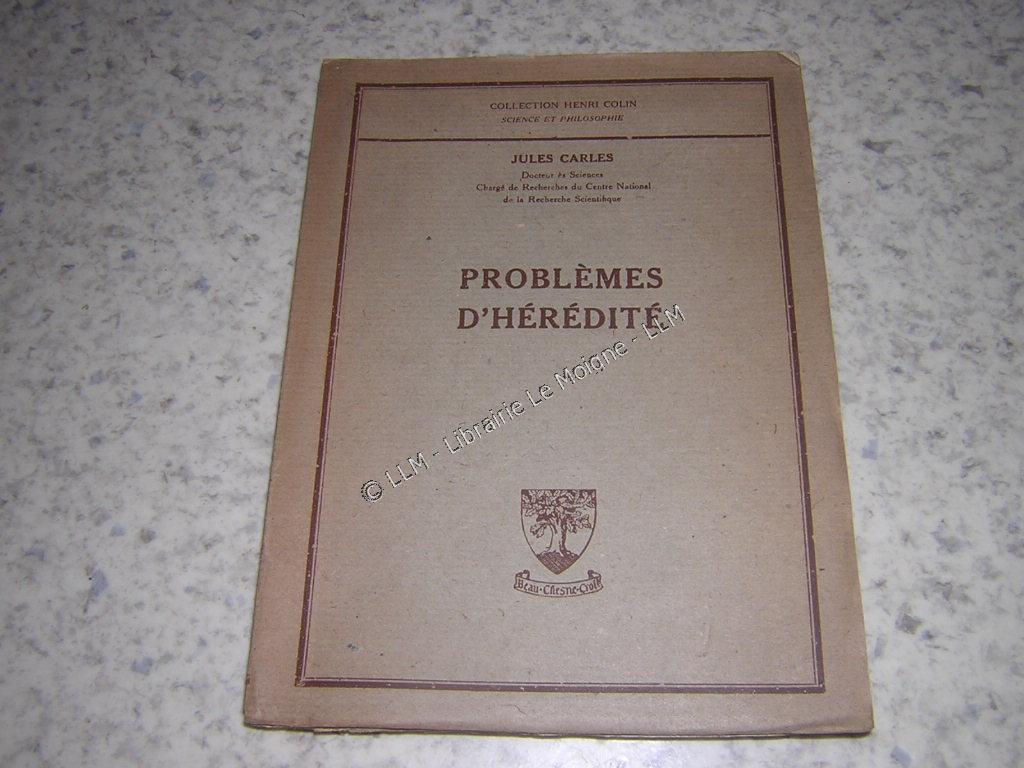 COLLECTION HENRI COLIN
SCIENCE ET PHILOSOPHIE
JULES CARLES
Docteur ès Sciences
Chargé de Recherches du Centre National
de la Recherche Scientifique
PROBLÈMES
D'HÉRÉDITÉ
© LLM - Librairie Le Moigne - LLM
Beau-Chesne-Croît